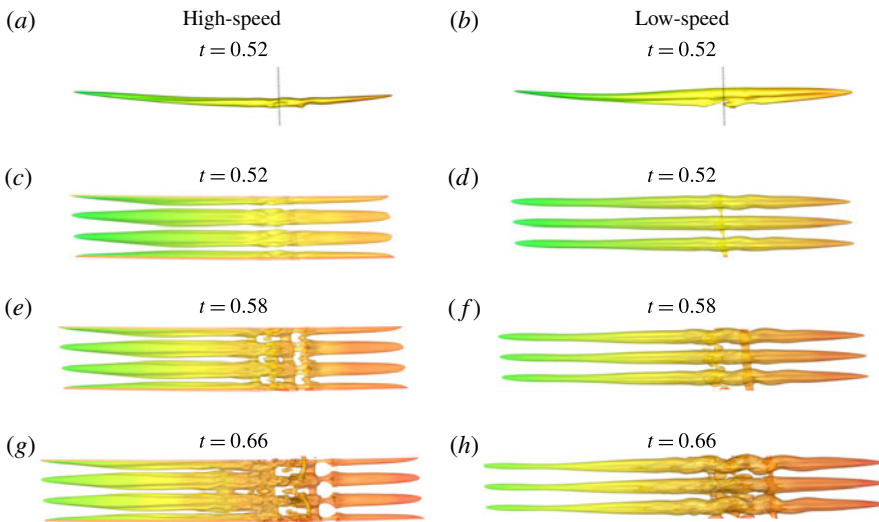 (a) High-speed
t = 0.52
(b) Low-speed
t = 0.52
(c) t = 0.52
(d) t = 0.52
(e) t = 0.58
(f) t = 0.58
(g) t = 0.66
(h) t = 0.66